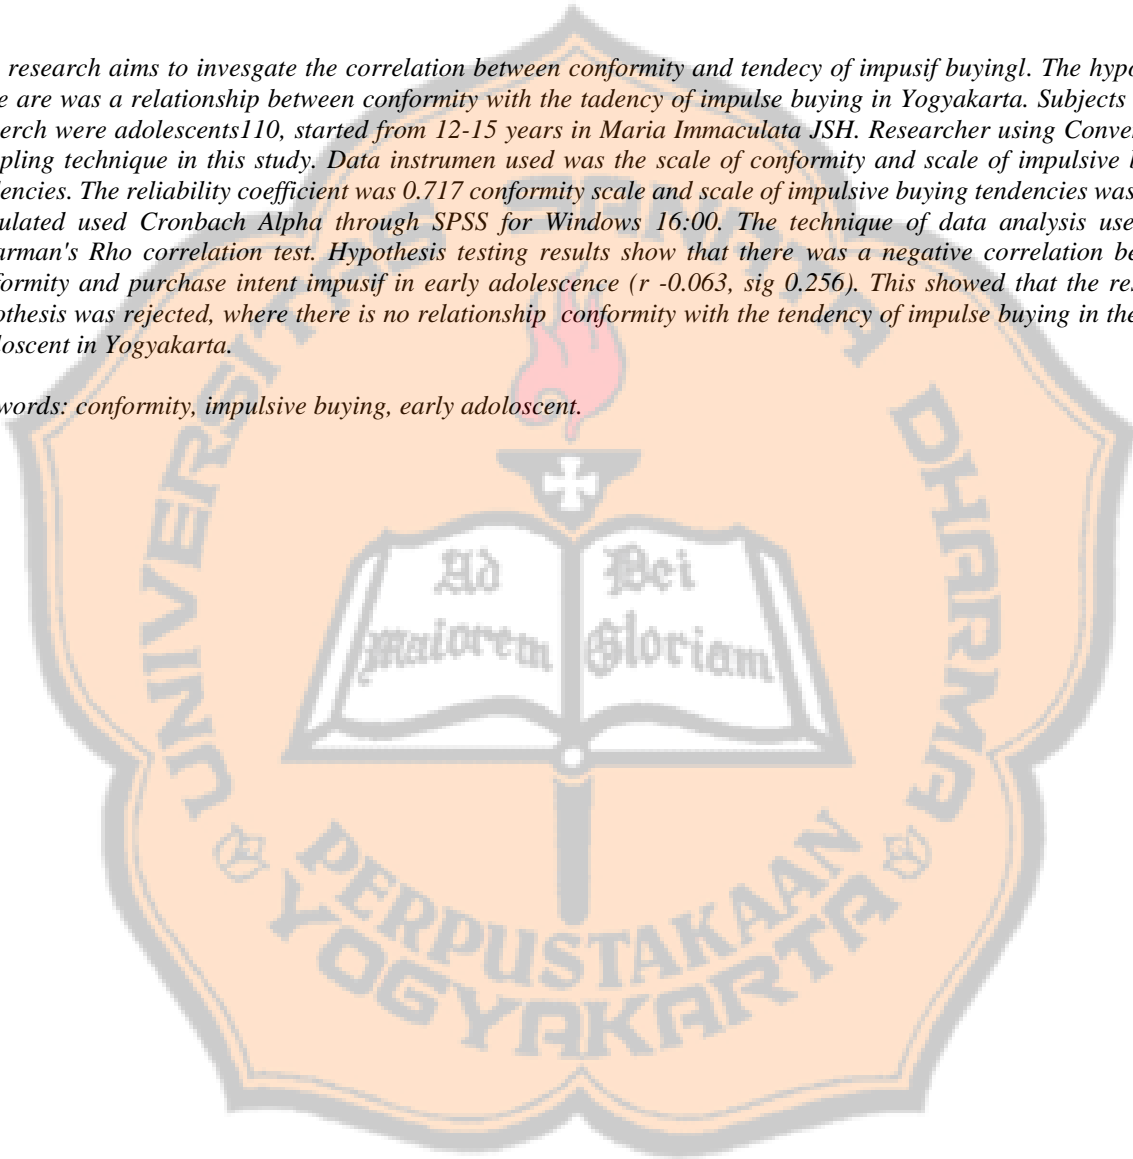 research aims to invesgate the correlation between conformity and tendecy of impusif buyingl. The hypo
e are was a relationship between conformity with the tadency of impulse buying in Yogyakarta. Subjects
erch were adolescents110, started from 12-15 years in Maria Immaculata JSH. Researcher using Conve
pling technique in this study. Data instrumen used was the scale of conformity and scale of impulsive b
encies. The reliability coefficient was 0.717 conformity scale and scale of impulsive buying tendencies was
ulated used Cronbach Alpha through SPSS for Windows 16:00. The technique of data analysis use
arman's Rho correlation test. Hypothesis testing results show that there was a negative correlation be
formity and purchase intent impusif in early adolescence (r -0.063, sig 0.256). This showed that the res
othesis was rejected, where there is no relationship conformity with the tendency of impulse buying in the
loscent in Yogyakarta.
words: conformity, impulsive buying, early adoloscent.
UNIVERSITAS SANATA DHARMA
Ad Dei
Maiorem Gloriam
PERPUSTAKAAN
YOGYAKARTA